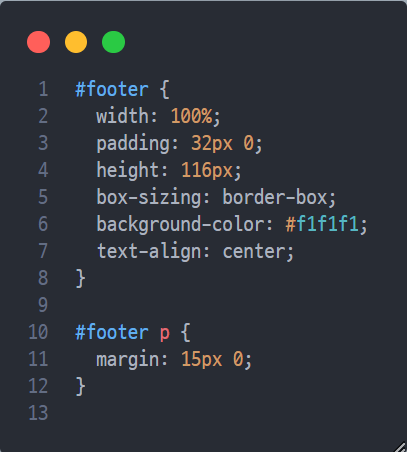 1 #footer {
2   width: 100%;
3   padding: 32px 0;
4   height: 116px;
5   box-sizing: border-box;
6   background-color: #f1f1f1;
7   text-align: center;
8 }
9
10 #footer p {
11   margin: 15px 0;
12 }
13